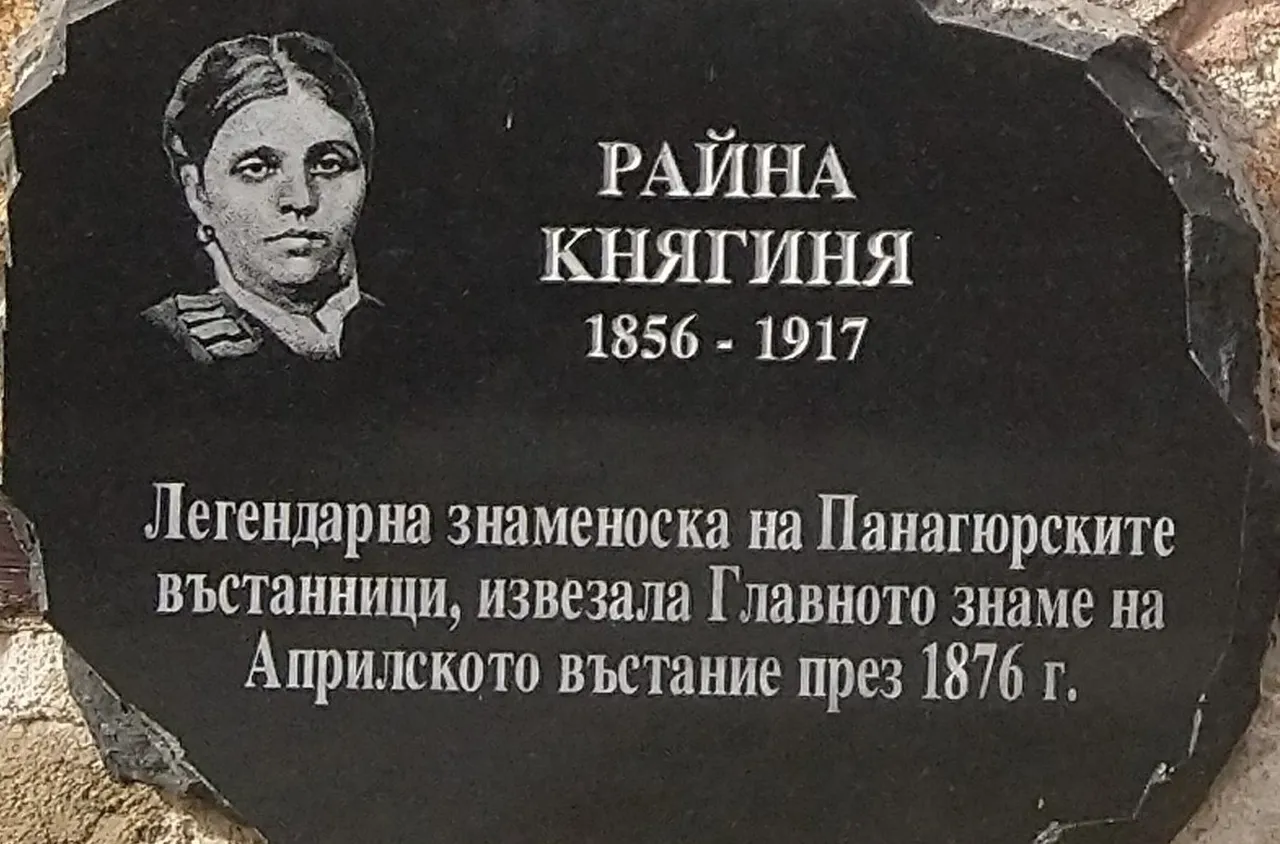 РАЙНА
КНЯГИНЯ
1856 - 1917
Легендарна знаменоска на Панагюрските
въстанници, извезала Главното знаме на
Априлското въстание през 1876 г.